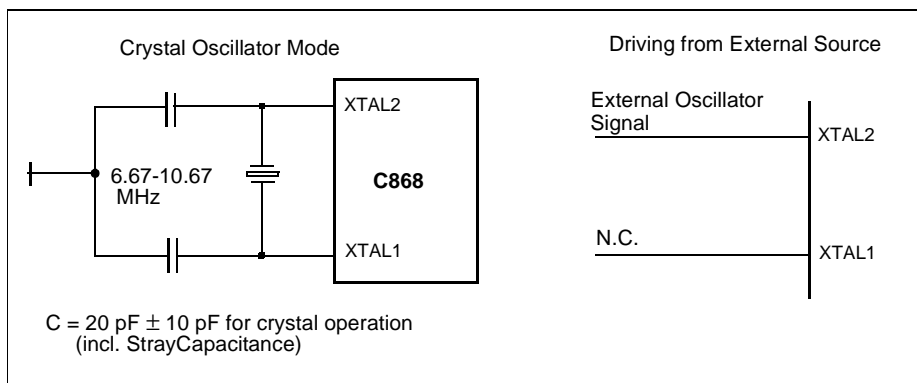 Crystal Oscillator Mode
XTAL2
6.67-10.67
MHz
C868
XTAL1
C = 20 pF ± 10 pF for crystal operation
(incl. StrayCapacitance)
Driving from External Source
External Oscillator
Signal
XTAL2
N.C.
XTAL1